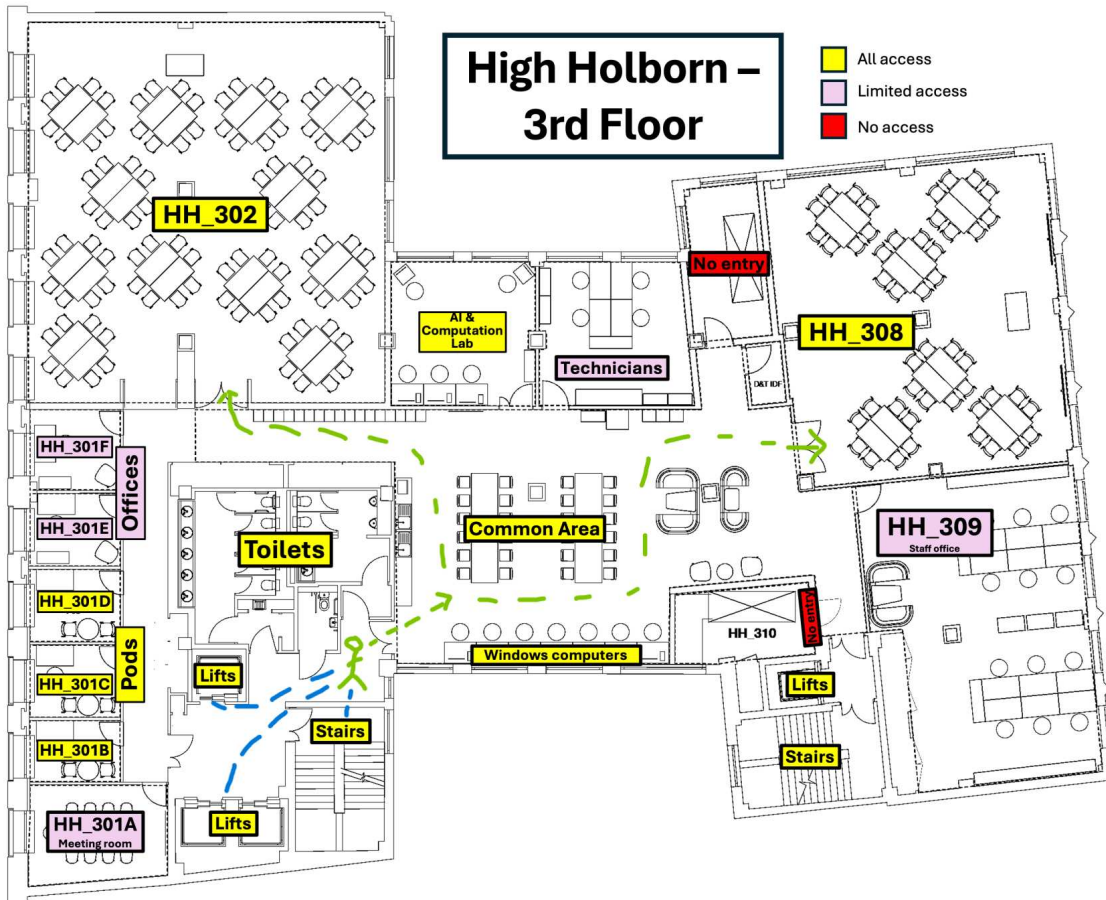 High Holborn –
3rd Floor
All access
Limited access
No access
HH_302
No entry
AI &
Computation
Lab
Technicians
HH_308
D&T IDF
HH_301F
HH_301E
Offices
Toilets
Common Area
HH_309
Staff office
HH_301D
HH_301C
HH_301B
Pods
Lifts
Stairs
Windows computers
HH_310
No entry
Lifts
Stairs
Lifts
HH_301A
Meeting room